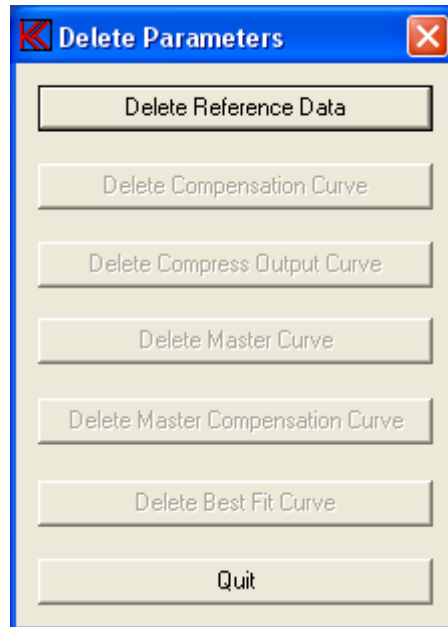 Delete Parameters
Delete Reference Data
Delete Compensation Curve
Delete Compress Output Curve
Delete Master Curve
Delete Master Compensation Curve
Delete Best Fit Curve
Quit